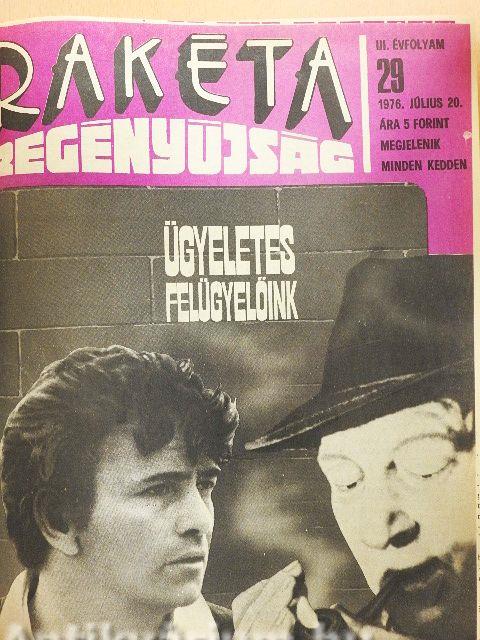 RAKÉTA
REGÉNYÚJSÁG
III. ÉVFOLYAM
29
1976. JÚLIUS 20.
ÁRA 5 FORINT
MEGJELENIK
MINDEN KEDDEN
ÜGYELETES
FELÜGYELŐINK